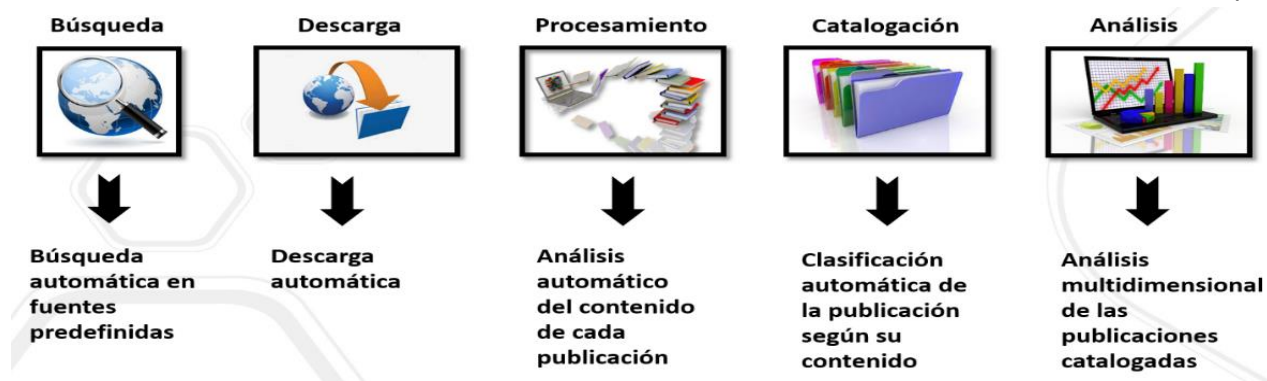 Búsqueda
Descarga
Procesamiento
Catalogación
Análisis
Búsqueda
automática en
fuentes
predefinidas
Descarga
automática
Análisis
automático
del contenido
de cada
publicación
Clasificación
automática de
la publicación
según su
contenido
Análisis
multidimensional
de las
publicaciones
catalogadas